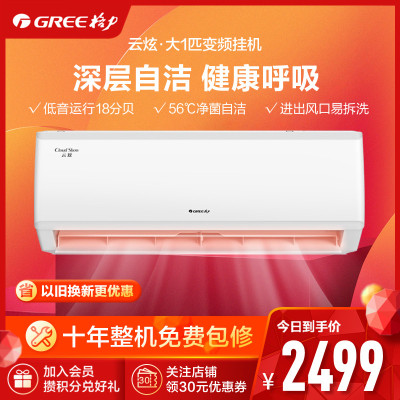 GREE格力
云炫·大1匹变频挂机
深层自洁 健康呼吸
低音运行18分贝 56℃净菌自洁 进出风口易拆洗
云炫
GREE格力
省 以旧换新更优惠
十年整机免费包修
今日到手价
¥2499
加入会员
攒积分兑好礼
30
关注店铺
领30元优惠券